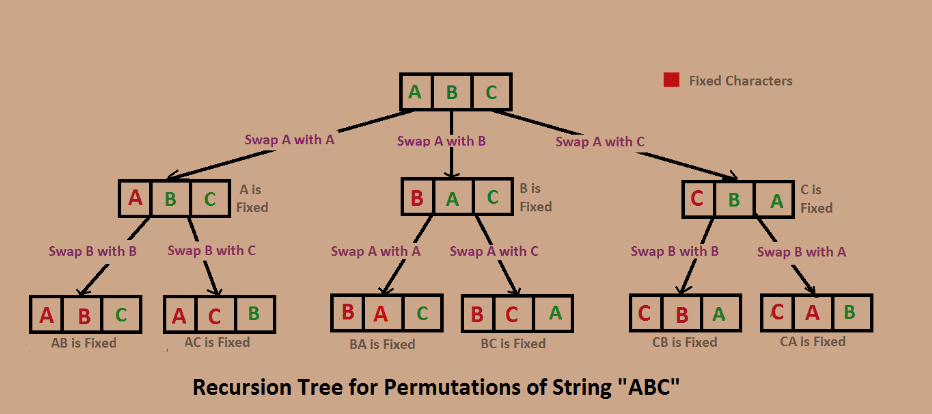 A B C
Fixed Characters
Swap A with A
Swap A with B
Swap A with C
A B C
A is
Fixed
B A C
B is
Fixed
C B A
C is
Fixed
Swap B with B
Swap B with C
Swap A with A
Swap A with C
Swap B with B
Swap B with A
A B C
A C B
B A C
B C A
C B A
C A B
AB is Fixed
AC is Fixed
BA is Fixed
BC is Fixed
CB is Fixed
CA is Fixed
Recursion Tree for Permutations of String "ABC"